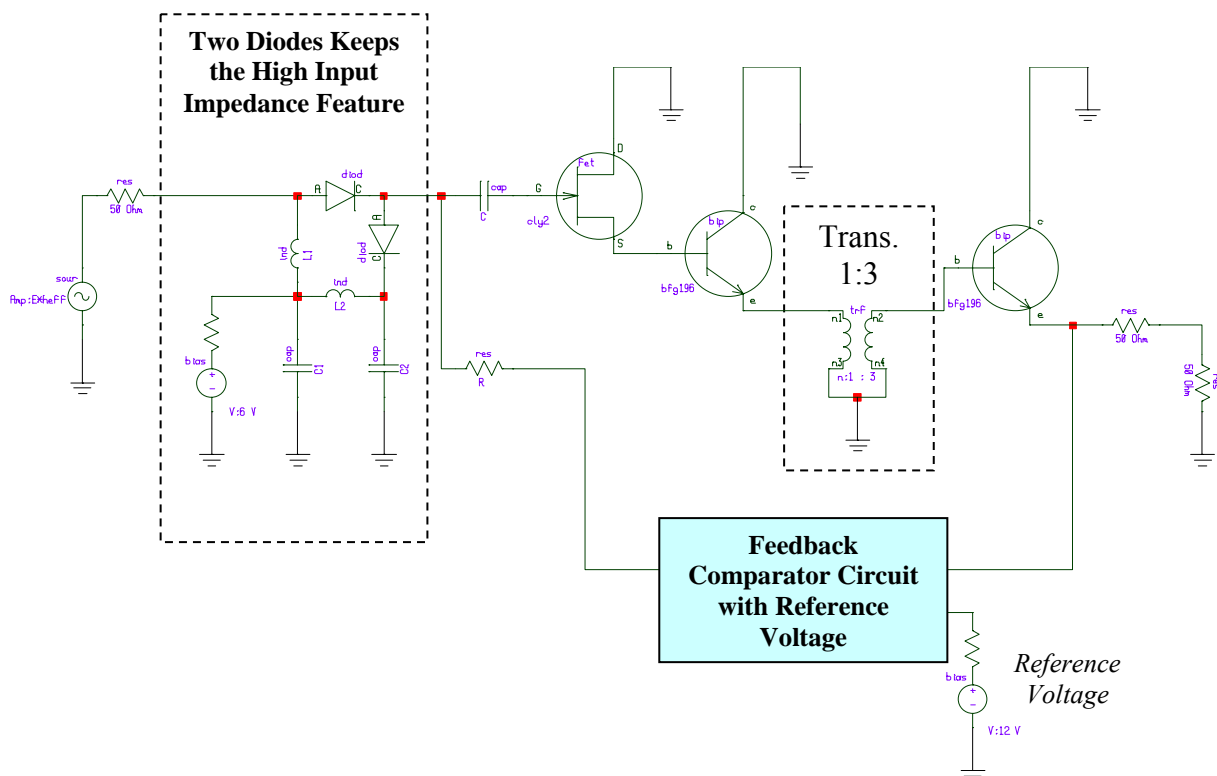 Two Diodes Keeps
the High Input
Impedance Feature
res
50 Ohm
sour
Amp:E*heff
A
diod
C
A
diod
C
ind
L1
ind
L2
bias
+
-
V:6 V
cap
C1
cap
C2
res
R
cap
C
G
Fet
D
S
cly2
b
bip
c
e
bfg196
Trans.
1:3
trf
n1
n2
n3
n4
n:1 : 3
b
bip
c
e
bfg196
res
50 Ohm
res
50 Ohm
Feedback
Comparator Circuit
with Reference
Voltage
bias
+
-
V:12 V
Reference
Voltage